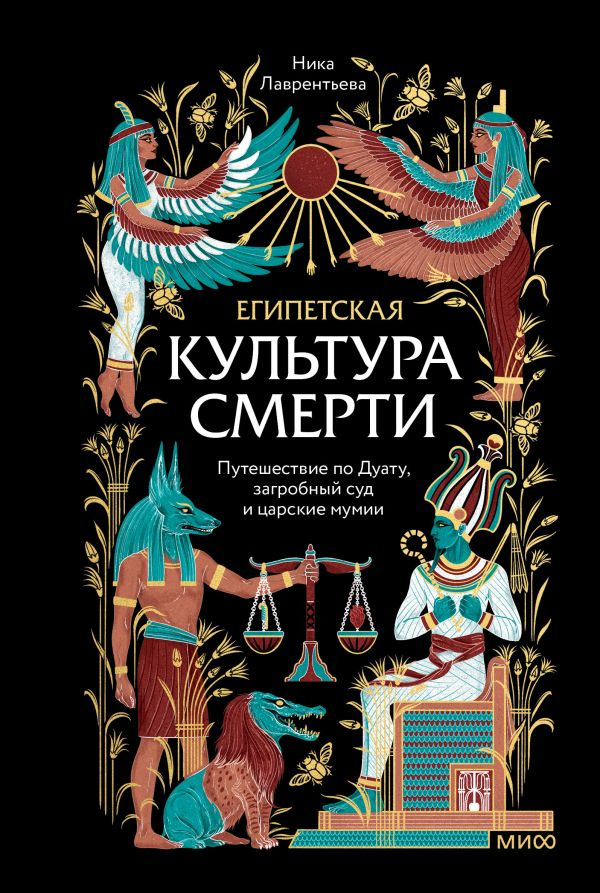 Ника
Лаврентьева
ЕГИПЕТСКАЯ
КУЛЬТУРА
СМЕРТИ
Путешествие по Дуату,
загробный суд
и царские мумии
МИФ